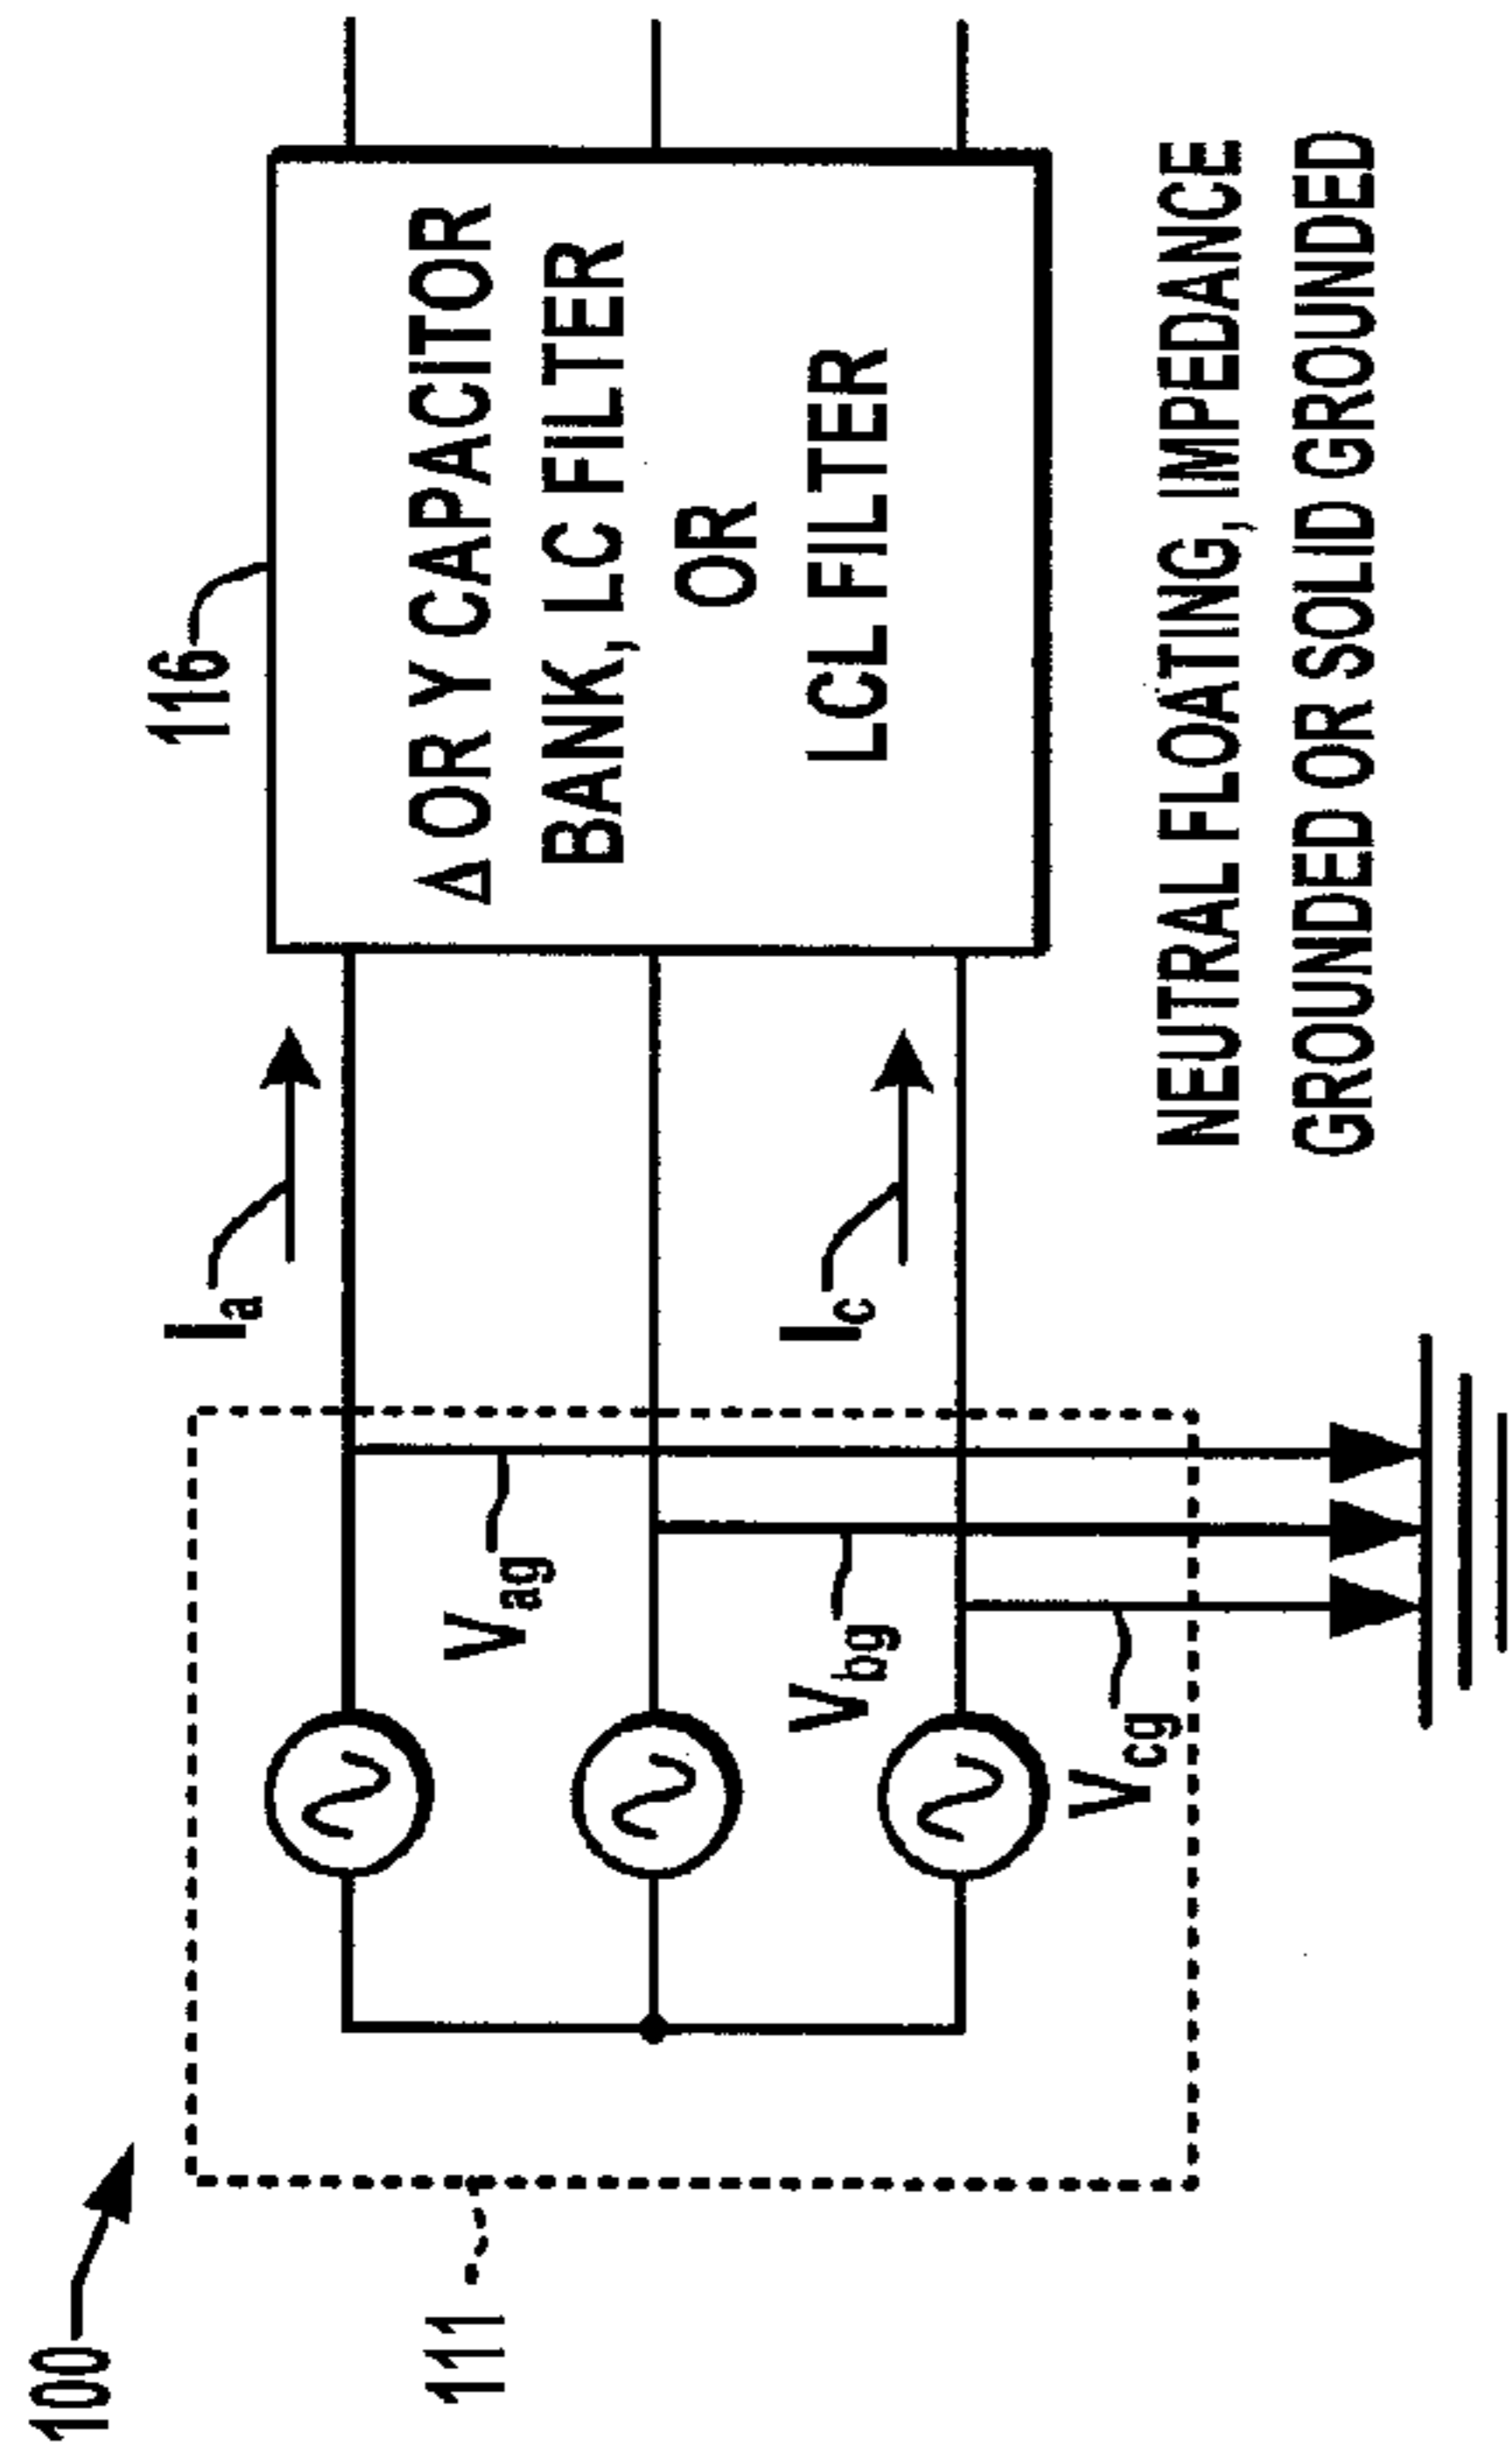 100
111
116
Δ OR Y CAPACITOR
BANK, LC FILTER
OR
LCL FILTER
Ia
Ic
Vag
Vbg
Vcg
NEUTRAL FLOATING, IMPEDANCE
GROUNDED OR SOLID GROUNDED